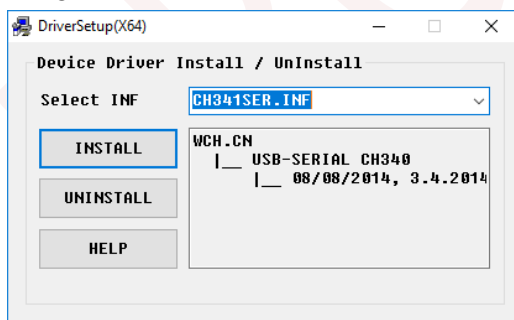 DriverSetup(X64)
Device Driver Install / UnInstall
Select INF
CH341SER.INF
INSTALL
UNINSTALL
HELP
WCH.CN
|__ USB-SERIAL CH340
|__ 08/08/2014, 3.4.2014